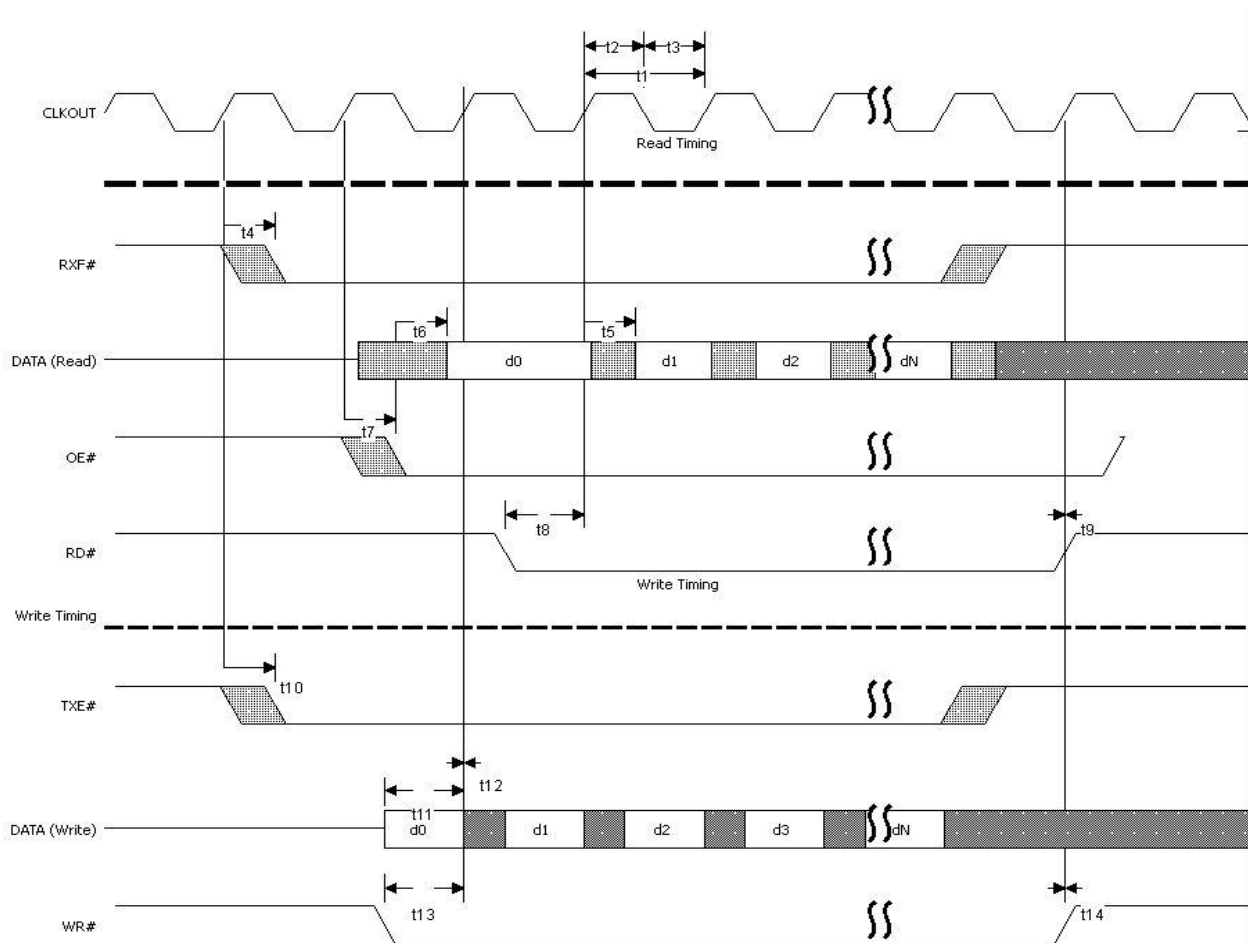 t2 t3
t1
CLKOUT
Read Timing
t4
RXF#
t6 t5
DATA (Read) d0 d1 d2 dN
t7
OE#
t8 t9
RD#
Write Timing
Write Timing
t10
TXE#
t12
t11
DATA (Write) d0 d1 d2 d3 dN
t13 t14
WR#